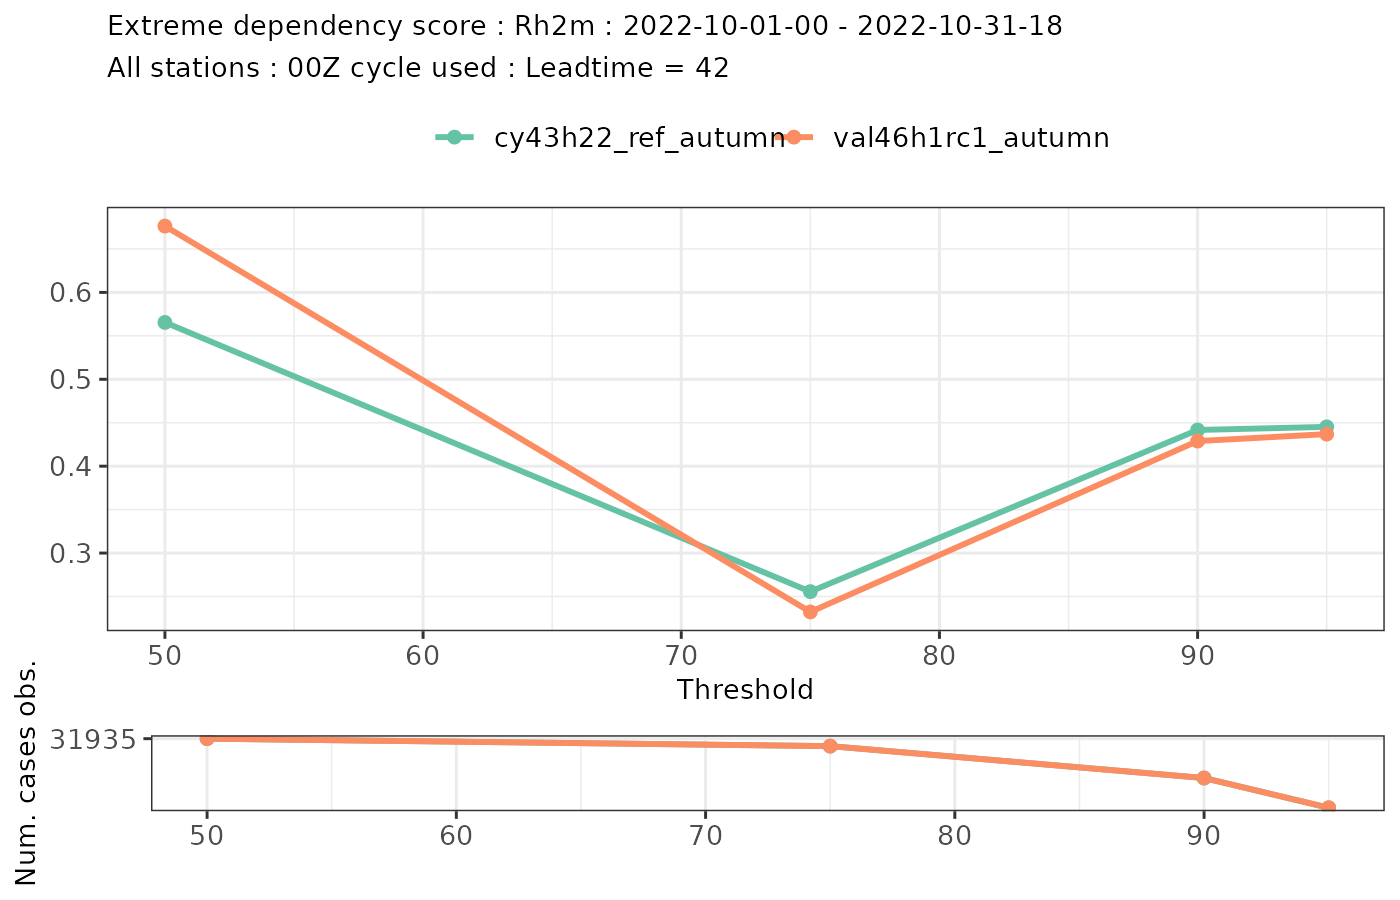 Extreme dependency score : Rh2m : 2022-10-01-00 - 2022-10-31-18
All stations : 00Z cycle used : Leadtime = 42
cy43h22_ref_autumn val46h1rc1_autumn
0.6
0.5
0.4
0.3
50 60 70 80 90
Threshold
Num. cases obs.
31935
50 60 70 80 90